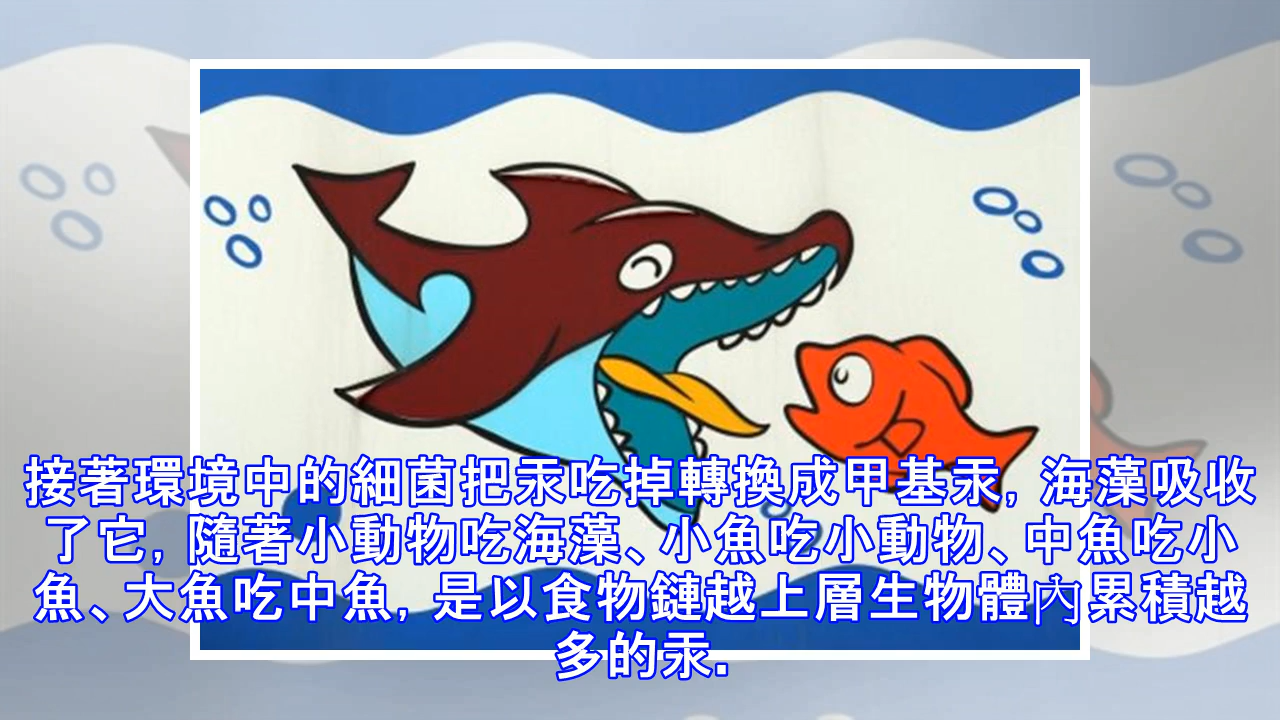 接著環境中的細菌把汞吃掉轉換成甲基汞, 海藻吸收
了它, 隨著小動物吃海藻、小魚吃小動物、中魚吃小
魚、大魚吃中魚, 是以食物鏈越上層生物體內累積越
多的汞.